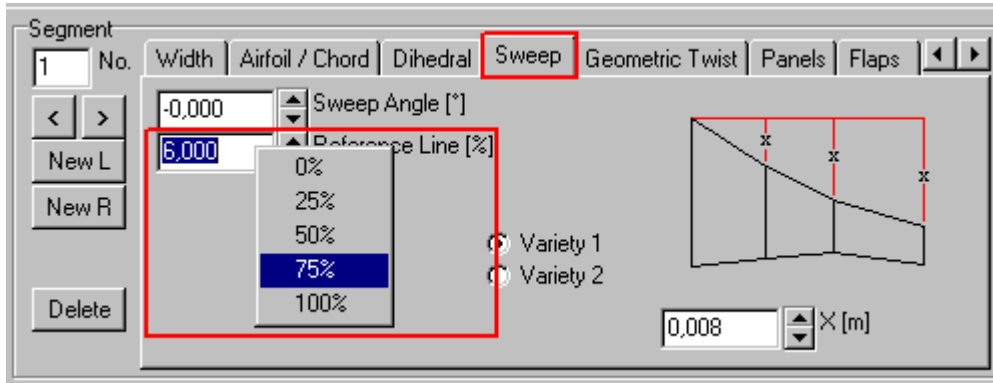 Segment
1 No. Width Airfoil / Chord Dihedral Sweep Geometric Twist Panels Flaps
-0,000 Sweep Angle [°]
< >
6,000 Reference Line [%]
New L
0%
25%
50%
75%
100%
New R
Variety 1
Variety 2
Delete
x
x
x
0,008 X [m]